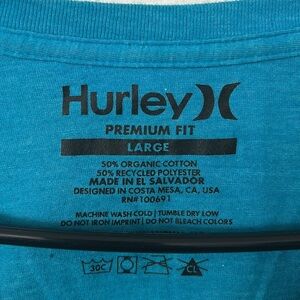 Hurley
PREMIUM FIT
LARGE
50% ORGANIC COTTON
50% RECYCLED POLYESTER
MADE IN EL SALVADOR
DESIGNED IN COSTA MESA, CA, USA
RN#100691
MACHINE WASH COLD / TUMBLE DRY LOW
DO NOT IRON IMPRINT / DO NOT BLEACH COLORS
30C CL